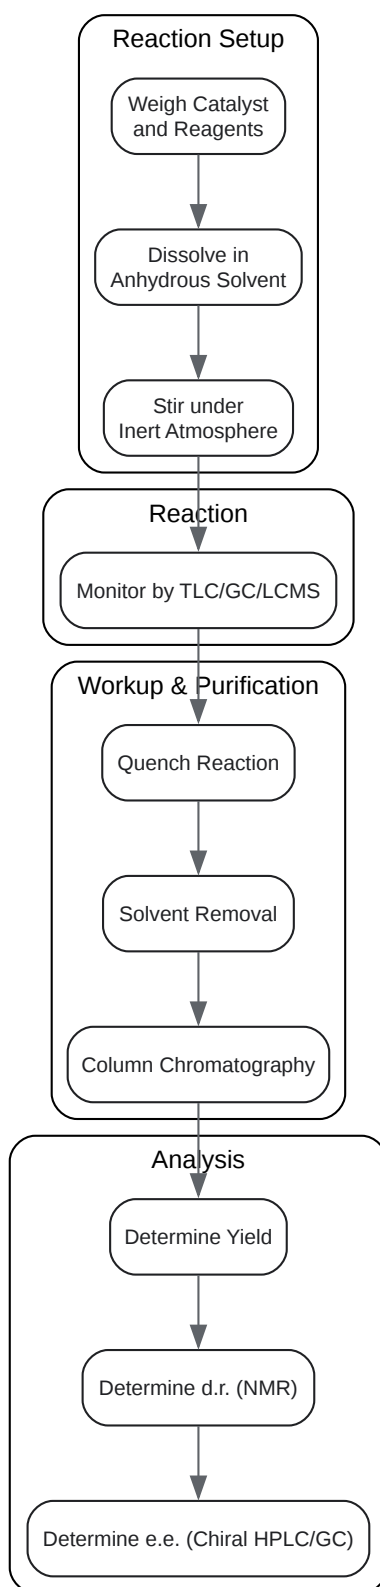 Reaction Setup
Weigh Catalyst
and Reagents
Dissolve in
Anhydrous Solvent
Stir under
Inert Atmosphere
Reaction
Monitor by TLC/GC/LCMS
Workup & Purification
Quench Reaction
Solvent Removal
Column Chromatography
Analysis
Determine Yield
Determine d.r. (NMR)
Determine e.e. (Chiral HPLC/GC)